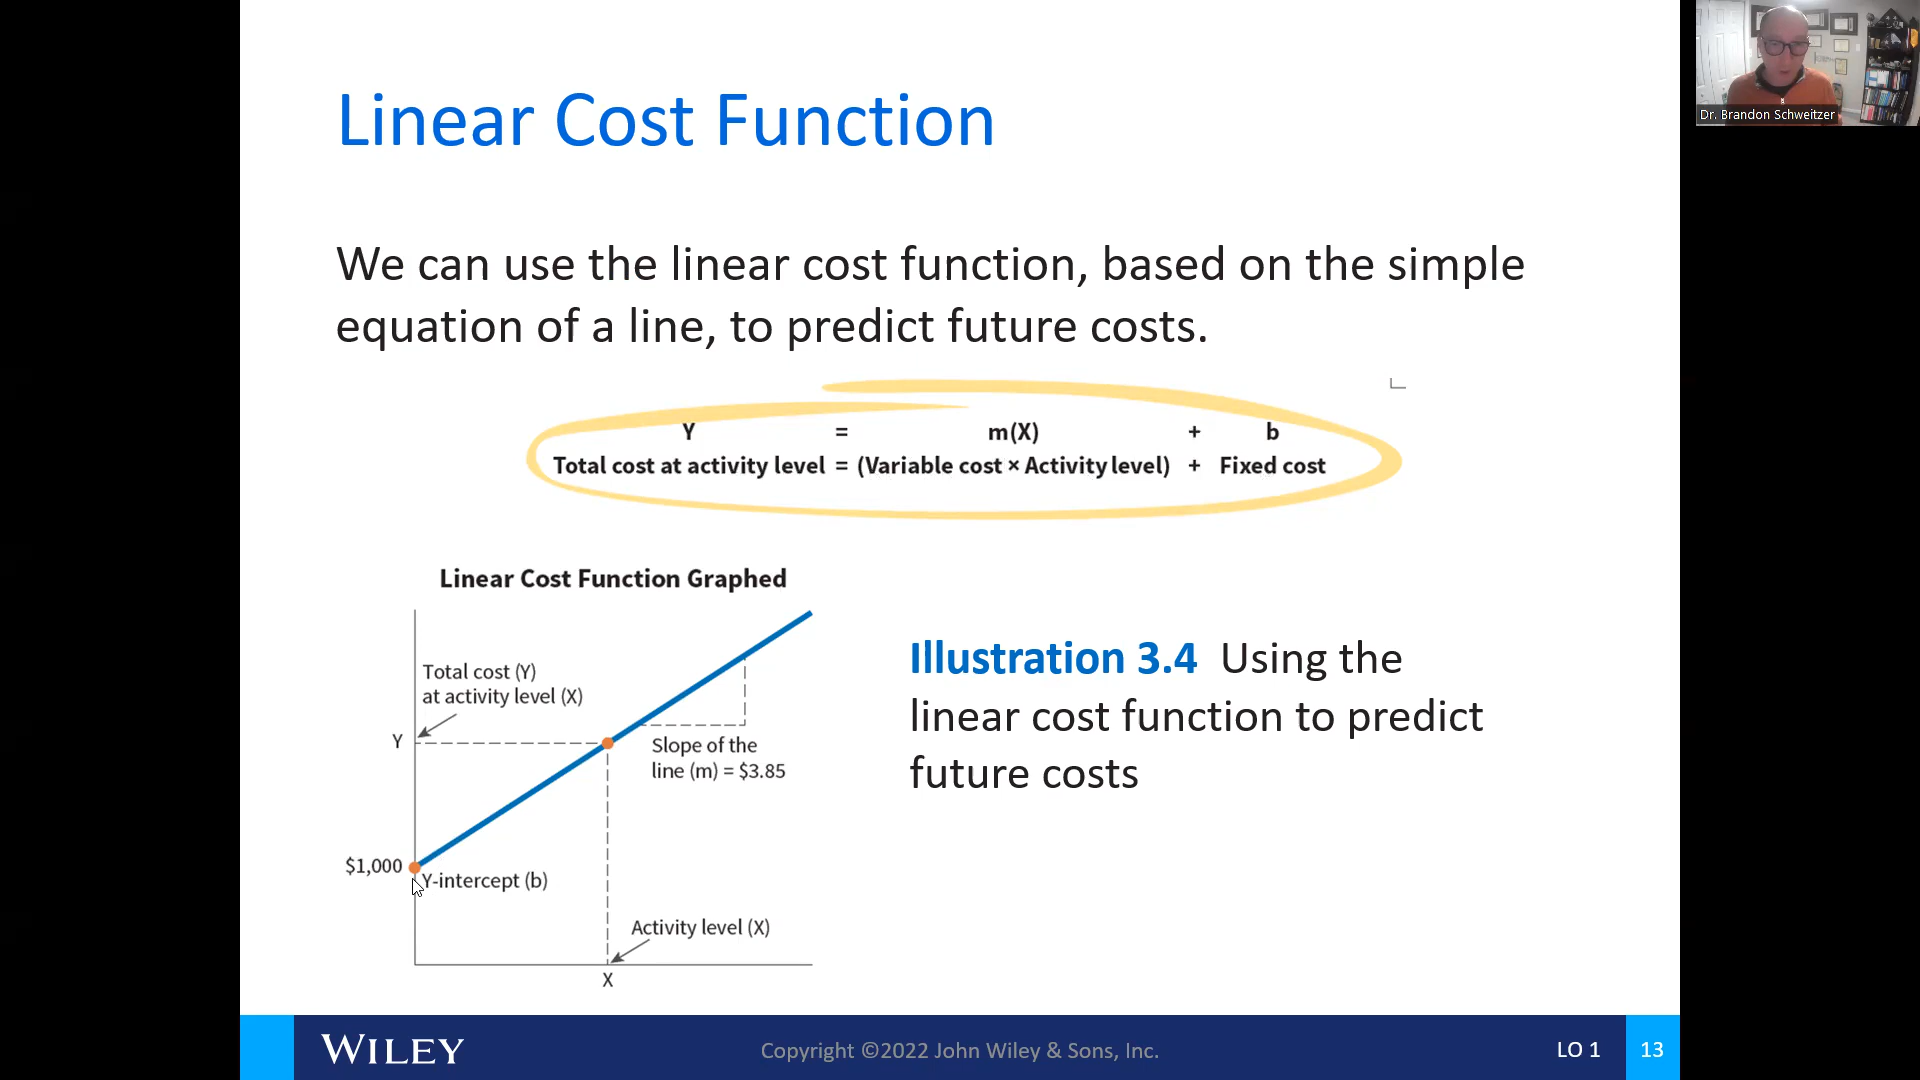 Linear Cost Function
Dr. Brandon Schweitzer
We can use the linear cost function, based on the simple
equation of a line, to predict future costs.
Y = m(X) + b
Total cost at activity level = (Variable cost × Activity level) + Fixed cost
Linear Cost Function Graphed
Total cost (Y)
at activity level (X)
Y
Slope of the
line (m) = $3.85
$1,000
Y-intercept (b)
Activity level (X)
X
Illustration 3.4 Using the
linear cost function to predict
future costs
WILEY
Copyright ©2022 John Wiley & Sons, Inc.
LO 1
13